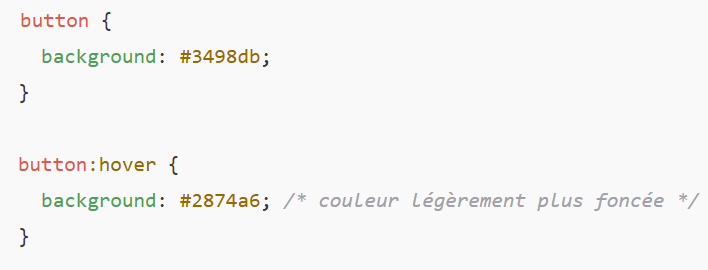 button {
  background: #3498db;
}

button:hover {
  background: #2874a6; /* couleur légèrement plus foncée */
}